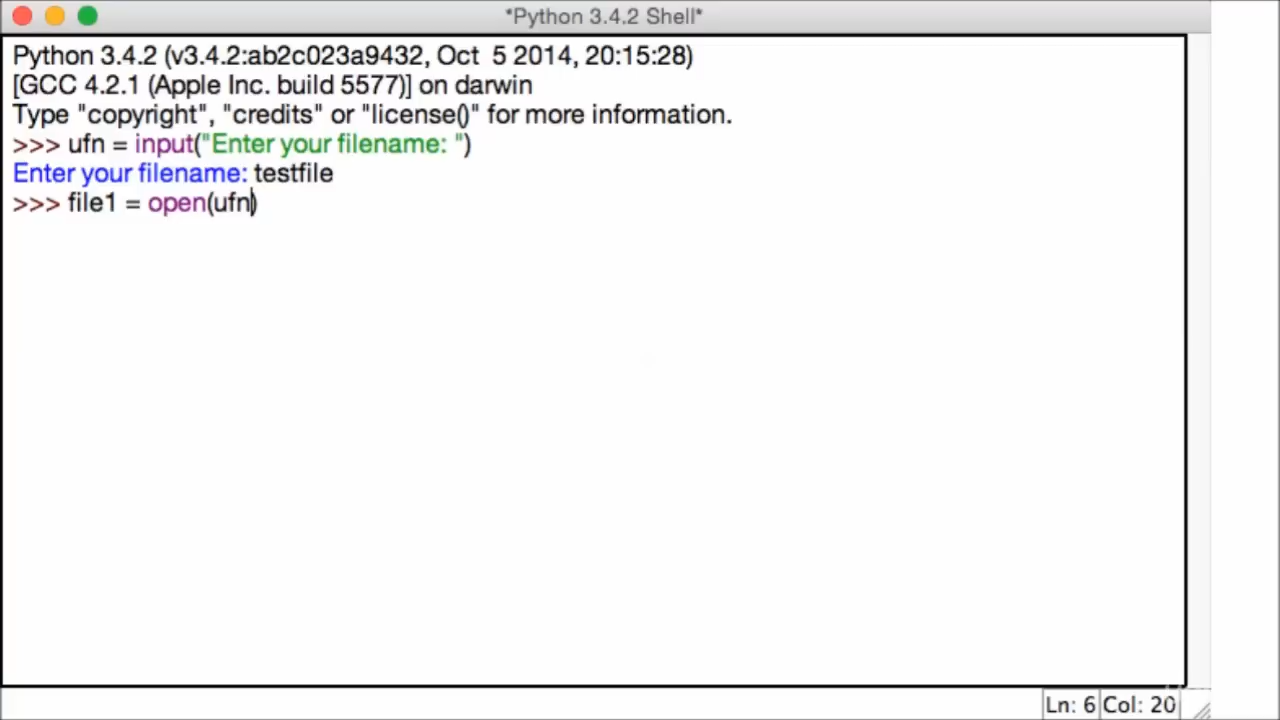 *Python 3.4.2 Shell*
Python 3.4.2 (v3.4.2:ab2c023a9432, Oct  5 2014, 20:15:28)
[GCC 4.2.1 (Apple Inc. build 5577)] on darwin
Type "copyright", "credits" or "license()" for more information.
>>> ufn = input("Enter your filename: ")
Enter your filename: testfile
>>> file1 = open(ufn)
Ln: 6 Col: 20